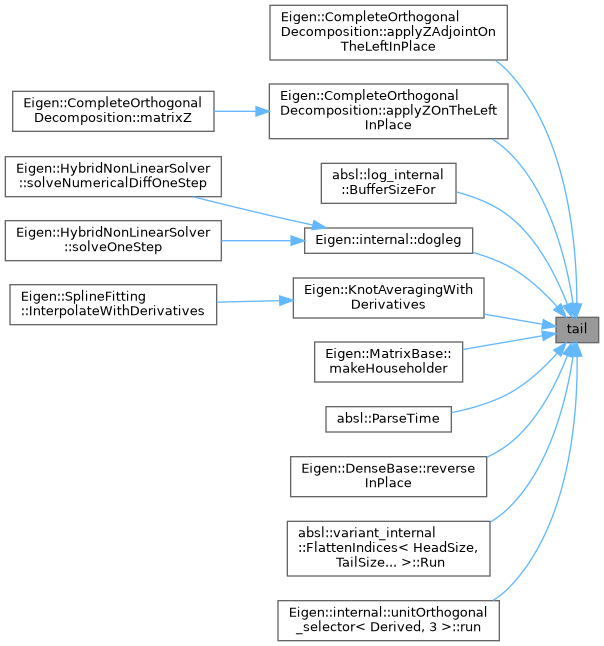 Eigen::CompleteOrthogonal
Decomposition::applyZAdjointOn
TheLeftInPlace
Eigen::CompleteOrthogonal
Decomposition::applyZOnTheLeft
InPlace
Eigen::CompleteOrthogonal
Decomposition::matrixZ
absl::log_internal
::BufferSizeFor
Eigen::HybridNonLinearSolver
::solveNumericalDiffOneStep
Eigen::HybridNonLinearSolver
::solveOneStep
Eigen::internal::dogleg
Eigen::KnotAveragingWith
Derivatives
Eigen::SplineFitting
::InterpolateWithDerivatives
tail
Eigen::MatrixBase::
makeHouseholder
absl::ParseTime
Eigen::DenseBase::reverse
InPlace
absl::variant_internal
::FlattenIndices< HeadSize,
TailSize... >::Run
Eigen::internal::unitOrthogonal
_selector< Derived, 3 >::run